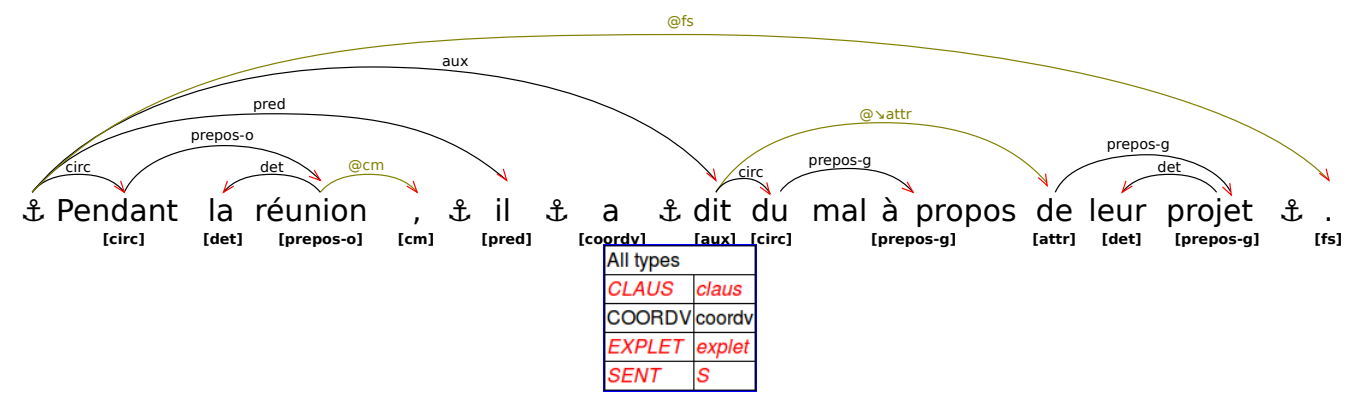 @fs
aux
pred
@↘attr
prepos-o
prepos-g
prepos-g
circ
det
@cm
circ
det
⚓ Pendant la réunion , ⚓ il ⚓ a ⚓ dit du mal à propos de leur projet ⚓ .
[circ] [det] [prepos-o] [cm] [pred] [coordv] [aux] [circ] [prepos-g] [attr] [det] [prepos-g] [fs]
All types
CLAUS claus
COORDV coordv
EXPLET explet
SENT S